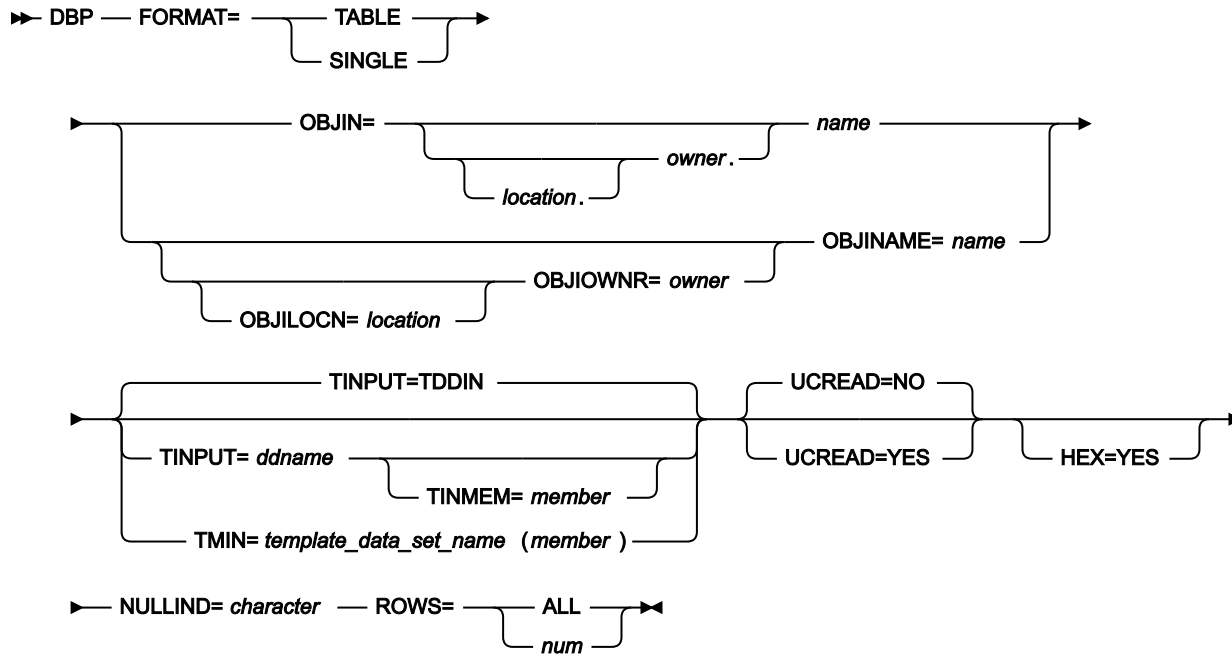 DBP FORMAT= TABLE
SINGLE
OBJIN= name
owner.
location.
OBJINAME= name
OBJIOWNR= owner
OBJILOCN= location
TINPUT=TDDIN UCREAD=NO
TINPUT= ddname UCREAD=YES HEX=YES
TINMEM= member
TMIN= template_data_set_name (member )
NULLIND= character ROWS= ALL
num